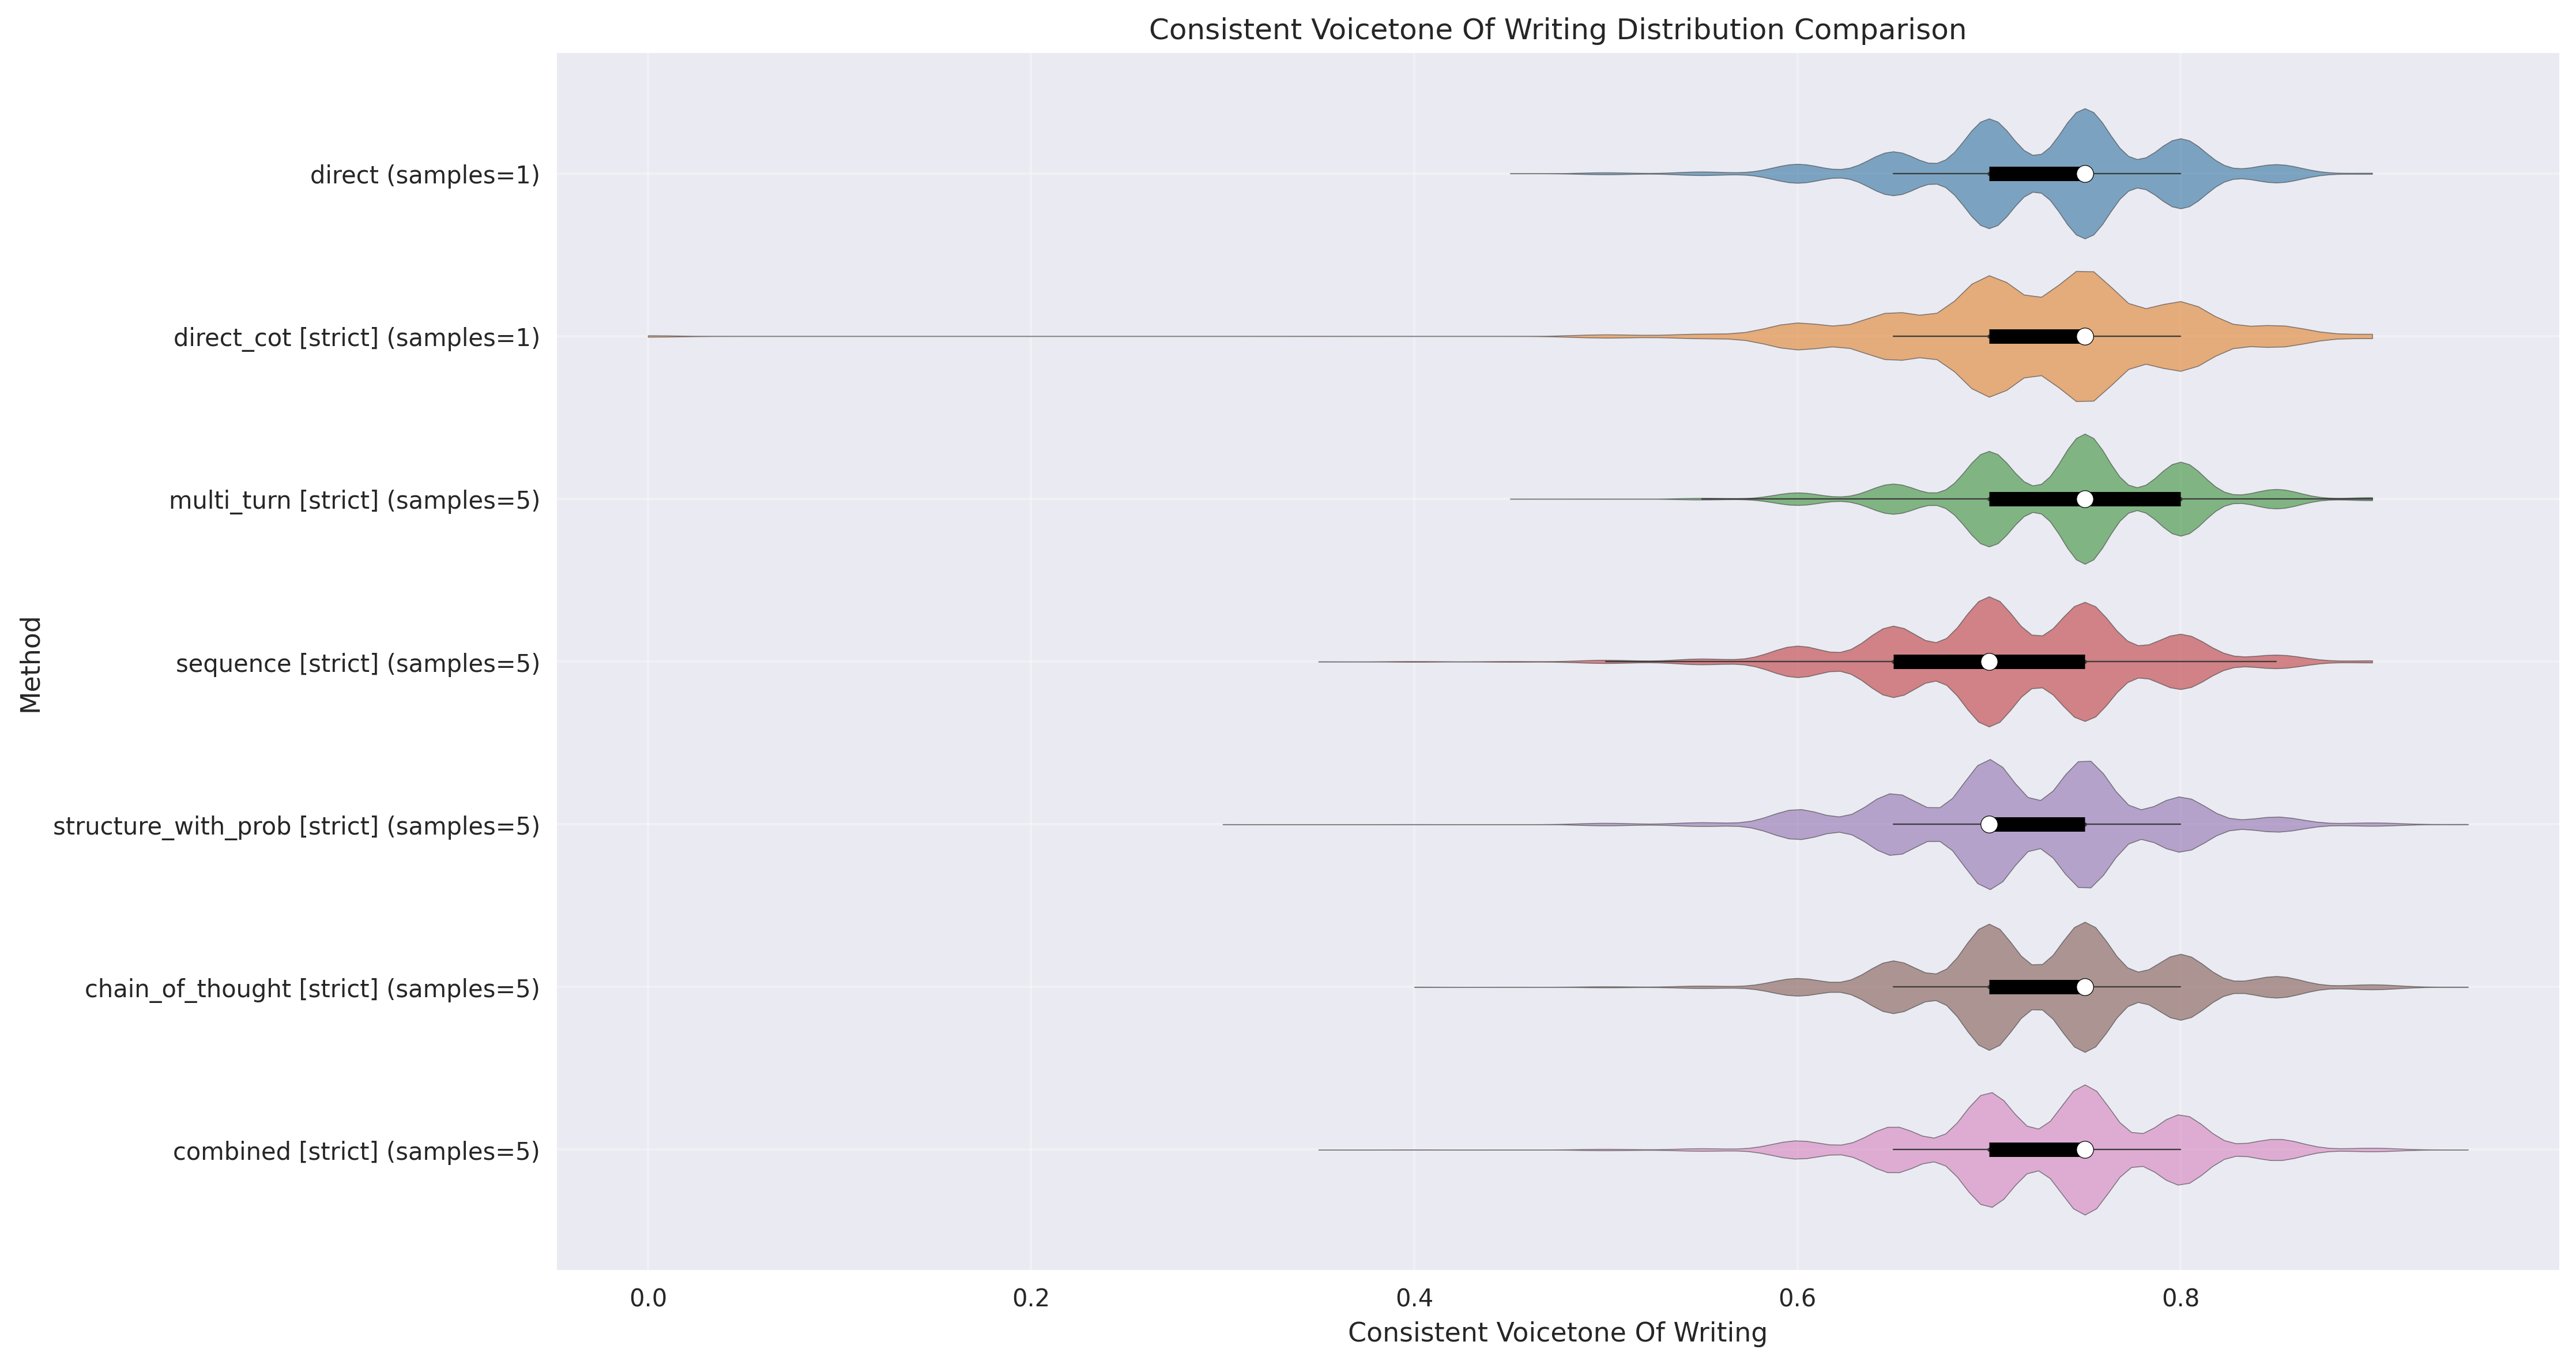 Consistent Voicetone Of Writing Distribution Comparison
direct (samples=1)
direct_cot [strict] (samples=1)
multi_turn [strict] (samples=5)
sequence [strict] (samples=5)
structure_with_prob [strict] (samples=5)
chain_of_thought [strict] (samples=5)
combined [strict] (samples=5)
Method
0.0 0.2 0.4 0.6 0.8
Consistent Voicetone Of Writing